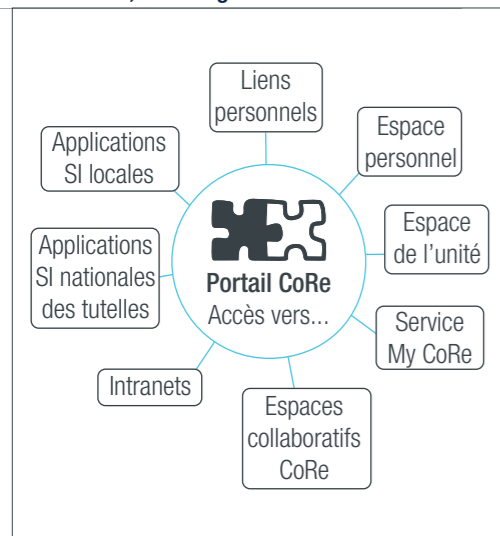 Liens
personnels
Espace
personnel
Applications
SI locales
Espace
de l'unité
Applications
SI nationales
des tutelles
Portail CoRe
Accès vers...
Service
My CoRe
Intranets
Espaces
collaboratifs
CoRe